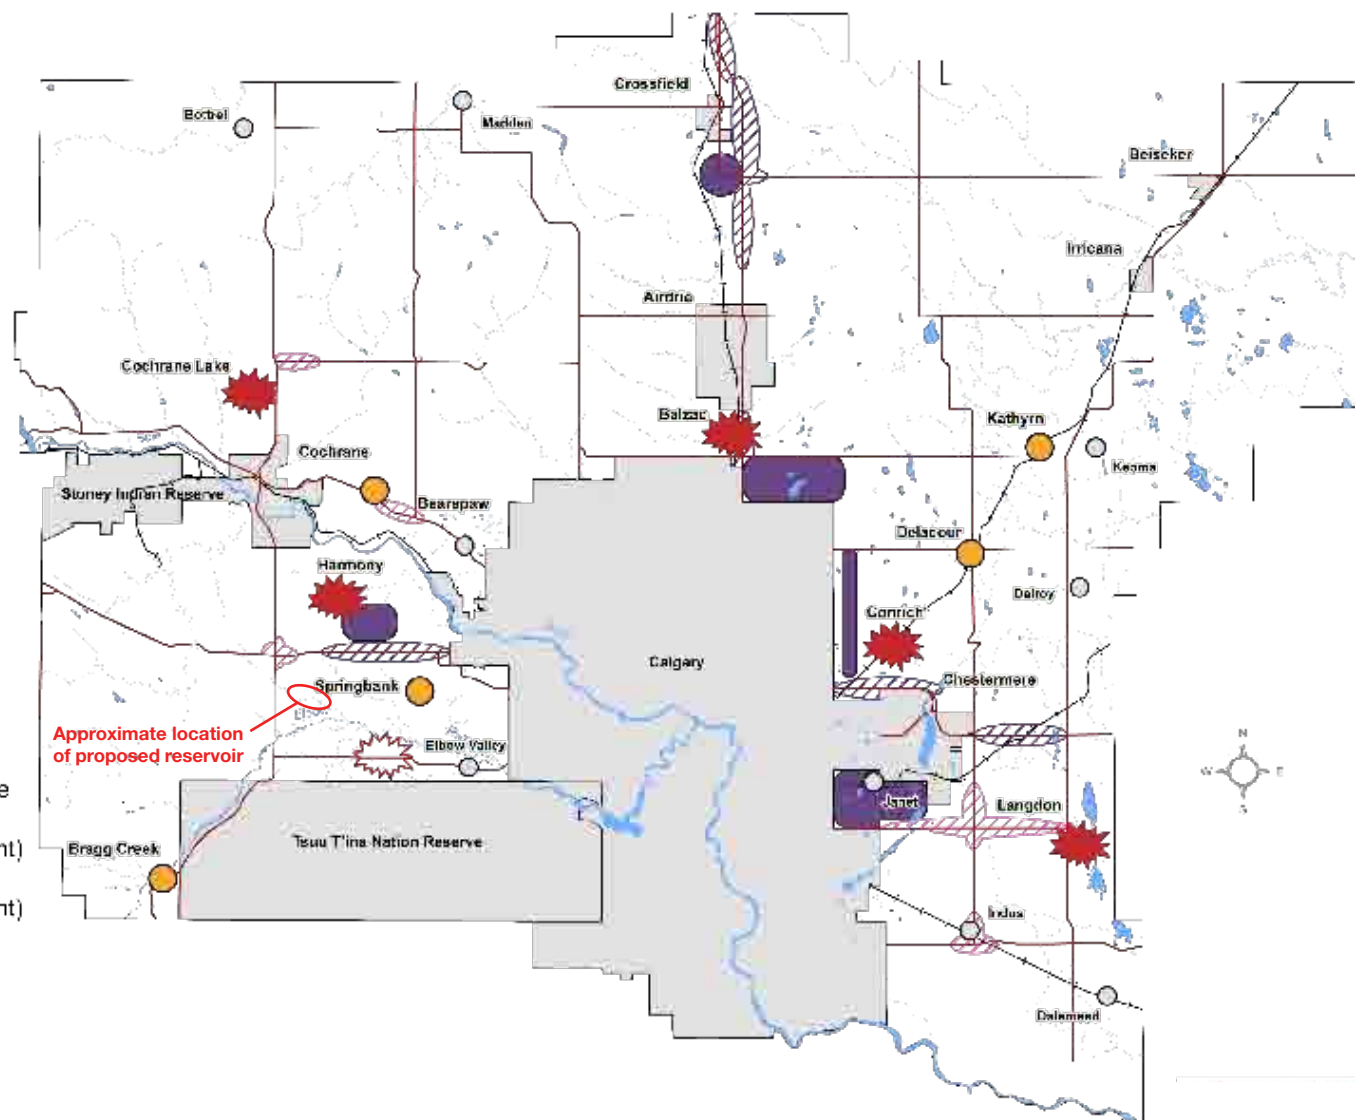 Crossfield
Bottrel
Madden
Beiseker
Irricana
Airdrie
Cochrane Lake
Balzac
Kathyrn
Keoma
Cochrane
Stoney Indian Reserve
Bearspaw
Delacour
Harmony
Dalroy
Conrich
Calgary
Chestermere
Springbank
Approximate location
of proposed reservoir
Elbow Valley
N
W
E
S
Janet
Langdon
Tsuu T'ina Nation Reserve
Bragg Creek
nt)
nt)
e
Indus
Dalemead